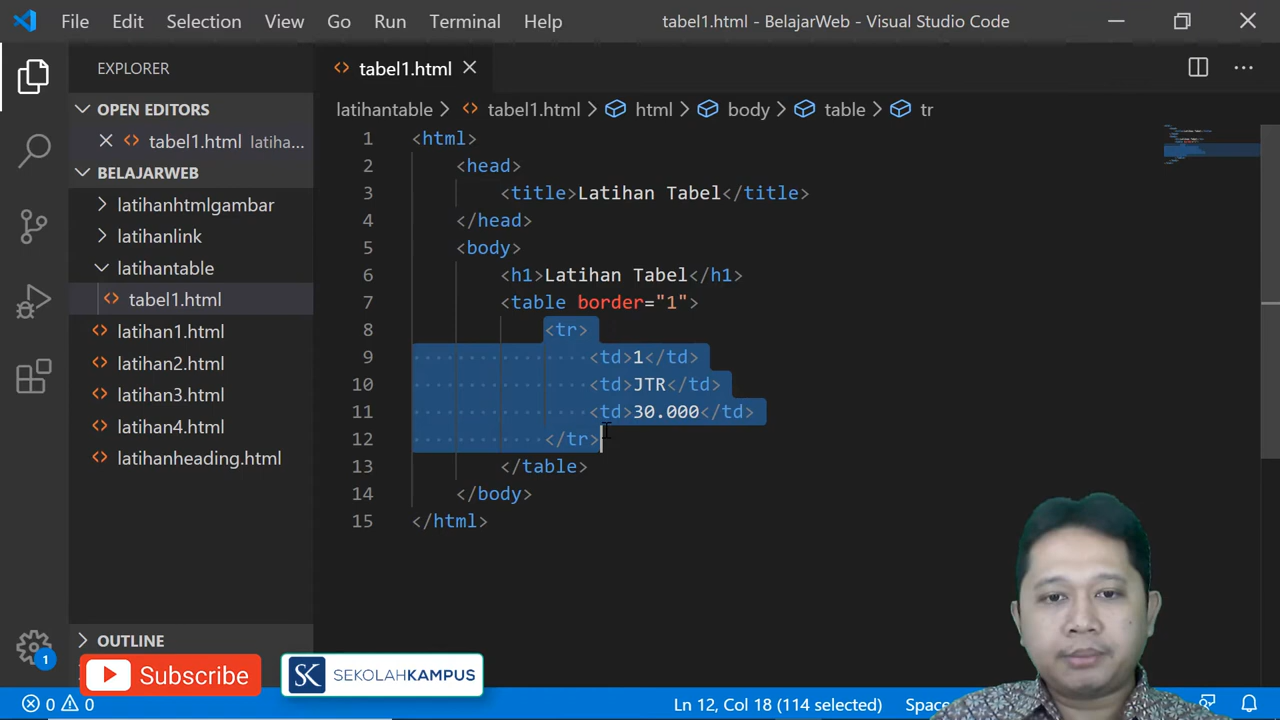 File Edit Selection View Go Run Terminal Help tabel1.html - BelajarWeb - Visual Studio Code
EXPLORER
OPEN EDITORS
tabel1.html latiha...
BELAJARWEB
latihanhtmlgambar
latihanlink
latihantable
tabel1.html
latihan1.html
latihan2.html
latihan3.html
latihan4.html
latihanheading.html
OUTLINE
tabel1.html
latihantable > tabel1.html > html > body > table > tr
1 <html>
2 <head>
3 <title>Latihan Tabel</title>
4 </head>
5 <body>
6 <h1>Latihan Tabel</h1>
7 <table border="1">
8 <tr>
9 <td>1</td>
10 <td>JTR</td>
11 <td>30.000</td>
12 </tr>
13 </table>
14 </body>
15 </html>
1
Subscribe
SK SEKOLAHKAMPUS
0 0 Ln 12, Col 18 (114 selected)